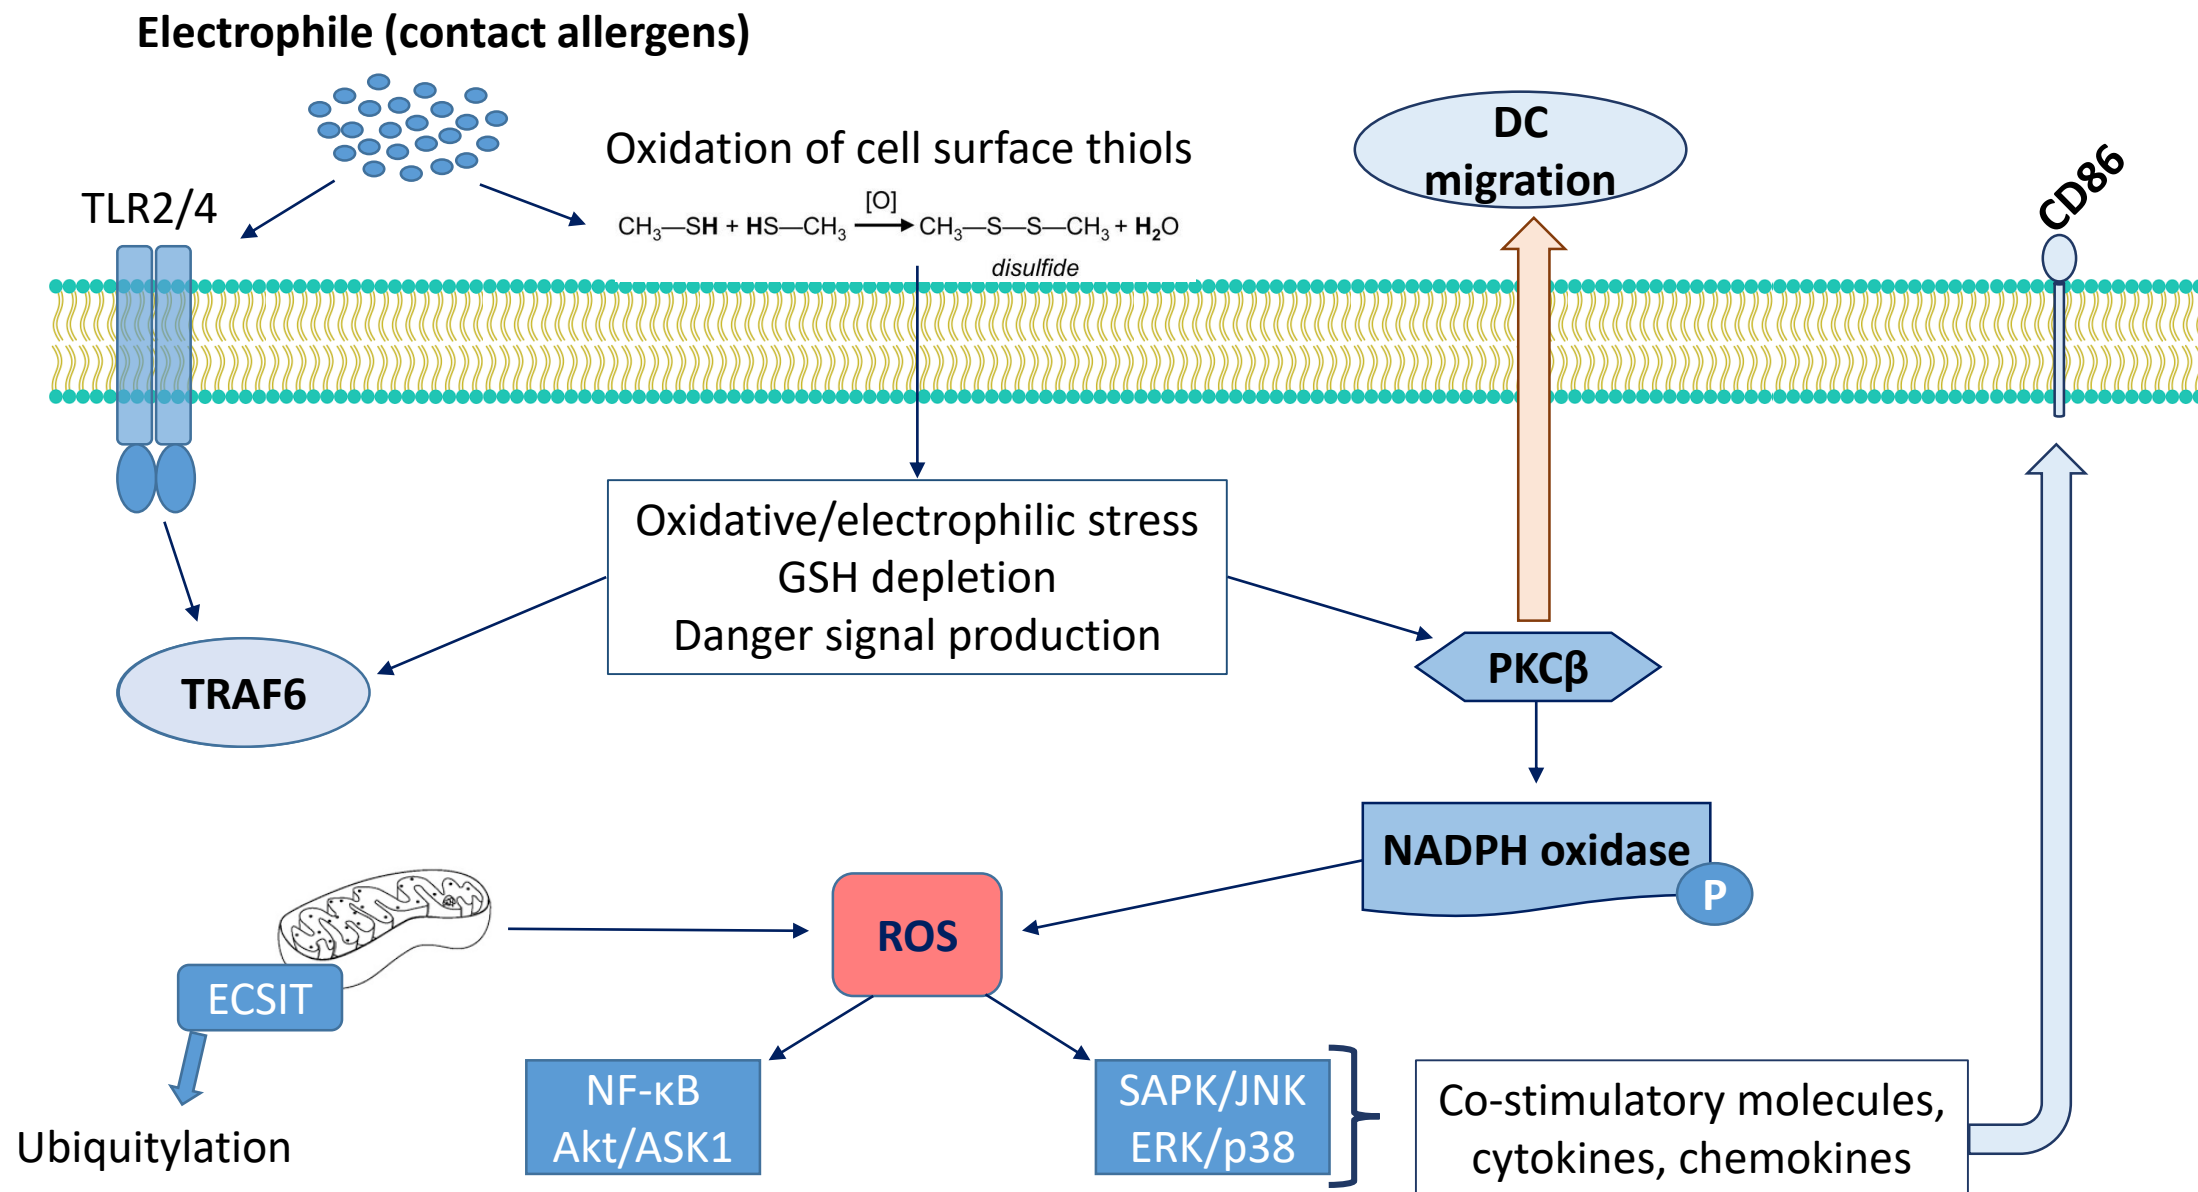 Electrophile (contact allergens)
Oxidation of cell surface thiols
TLR2/4
[O]
CH₃—SH + HS—CH₃ → CH₃—S—S—CH₃ + H₂O
disulfide
DC
migration
CD86
Oxidative/electrophilic stress
GSH depletion
Danger signal production
TRAF6
PKCβ
NADPH oxidase
P
ROS
ECSIT
Ubiquitylation
NF-κB
Akt/ASK1
SAPK/JNK
ERK/p38
Co-stimulatory molecules,
cytokines, chemokines